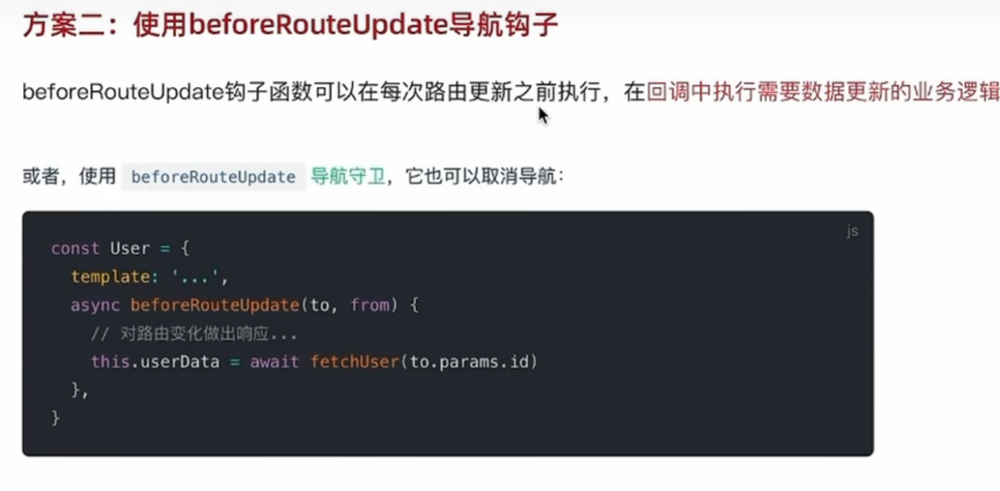 方案二：使用beforeRouteUpdate导航钩子
beforeRouteUpdate钩子函数可以在每次路由更新之前执行，在回调中执行需要数据更新的业务逻辑
或者，使用 beforeRouteUpdate 导航守卫，它也可以取消导航：
js
const User = {
  template: '...',
  async beforeRouteUpdate(to, from) {
    // 对路由变化做出响应...
    this.userData = await fetchUser(to.params.id)
  },
}